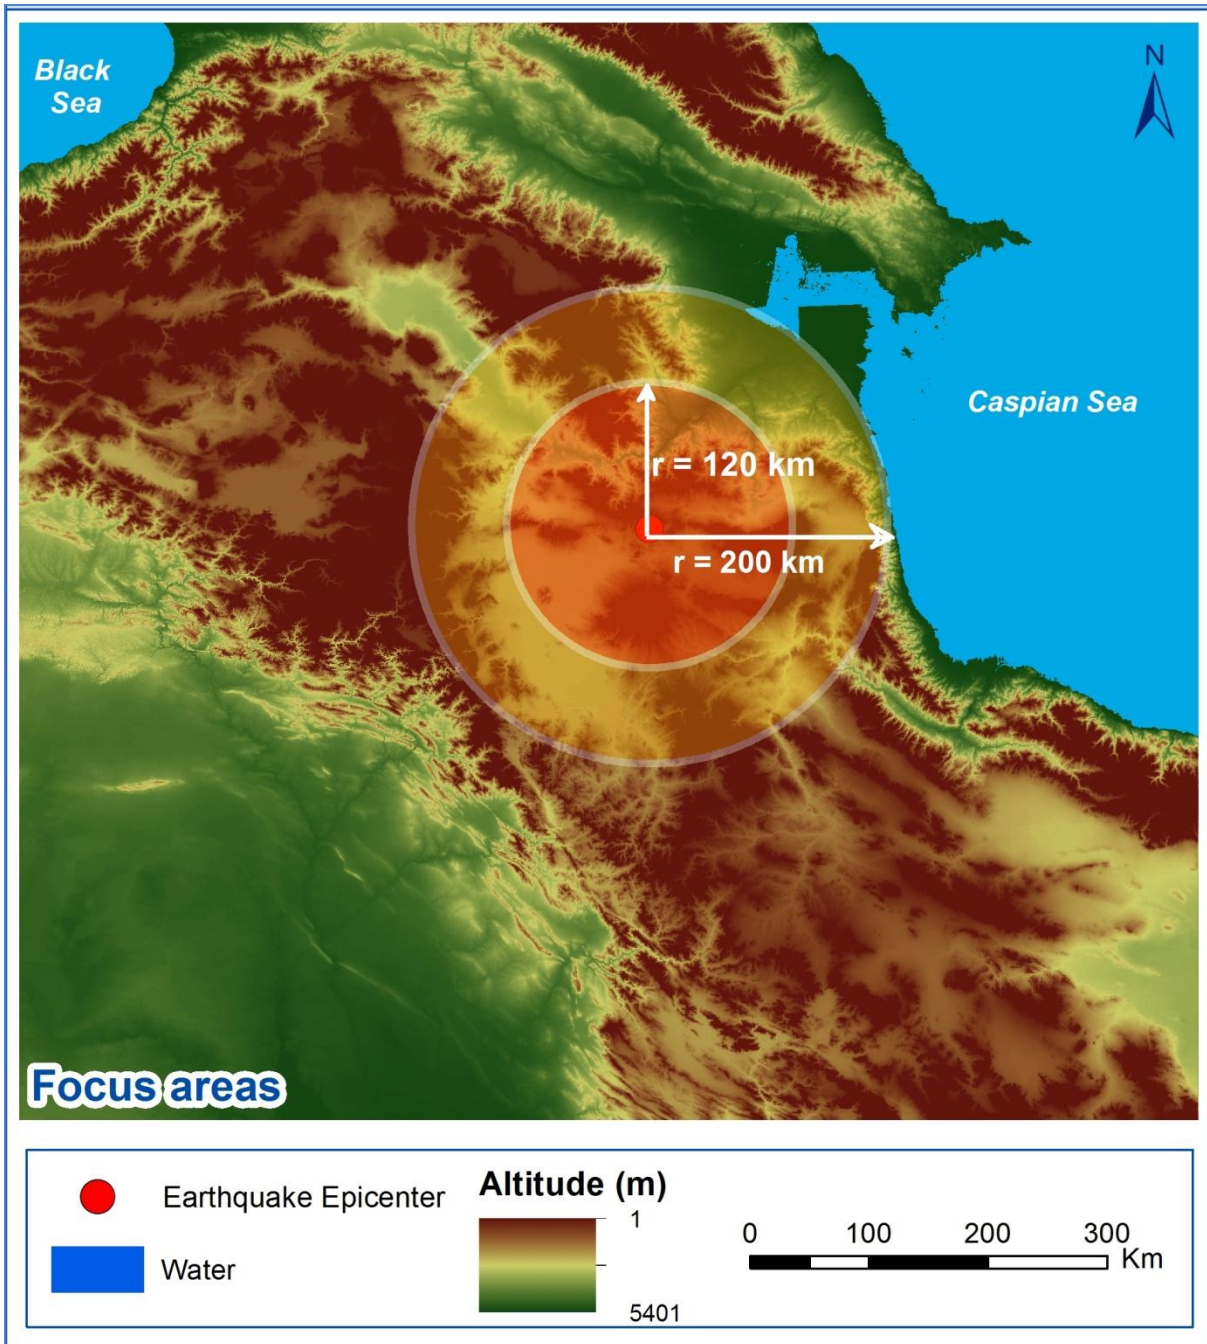 Black
Sea
N
Caspian Sea
r = 120 km
r = 200 km
Focus areas
Earthquake Epicenter
Water
Altitude (m)
1
5401
0 100 200 300
Km